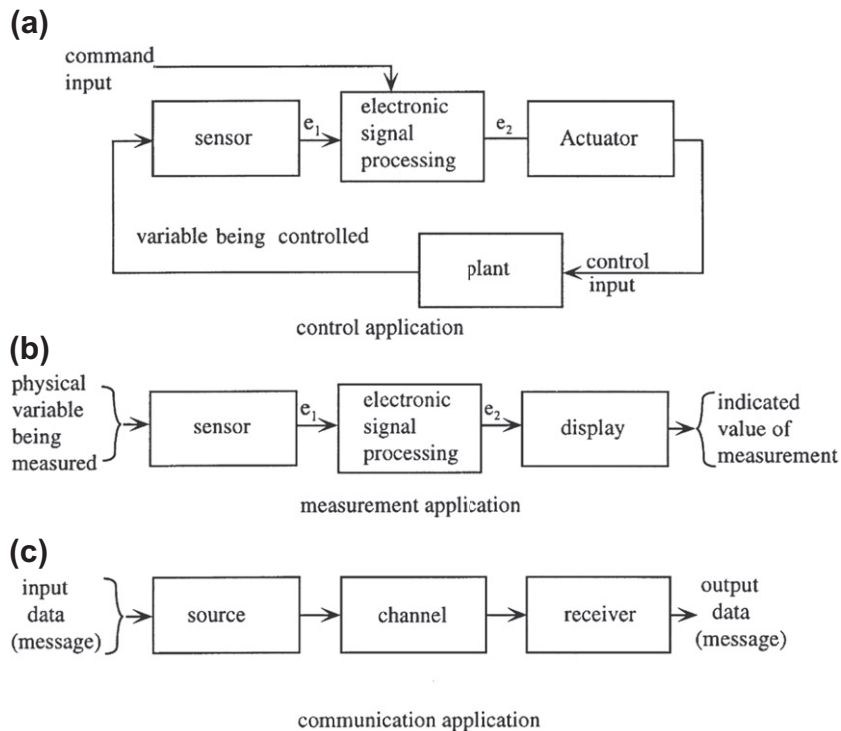 (a)
command
input
sensor
e1
electronic
signal
processing
e2
Actuator
variable being controlled
plant
control
input
control application
(b)
physical
variable
being
measured
sensor
e1
electronic
signal
processing
e2
display
indicated
value of
measurement
measurement application
(c)
input
data
(message)
source
channel
receiver
output
data
(message)
communication application